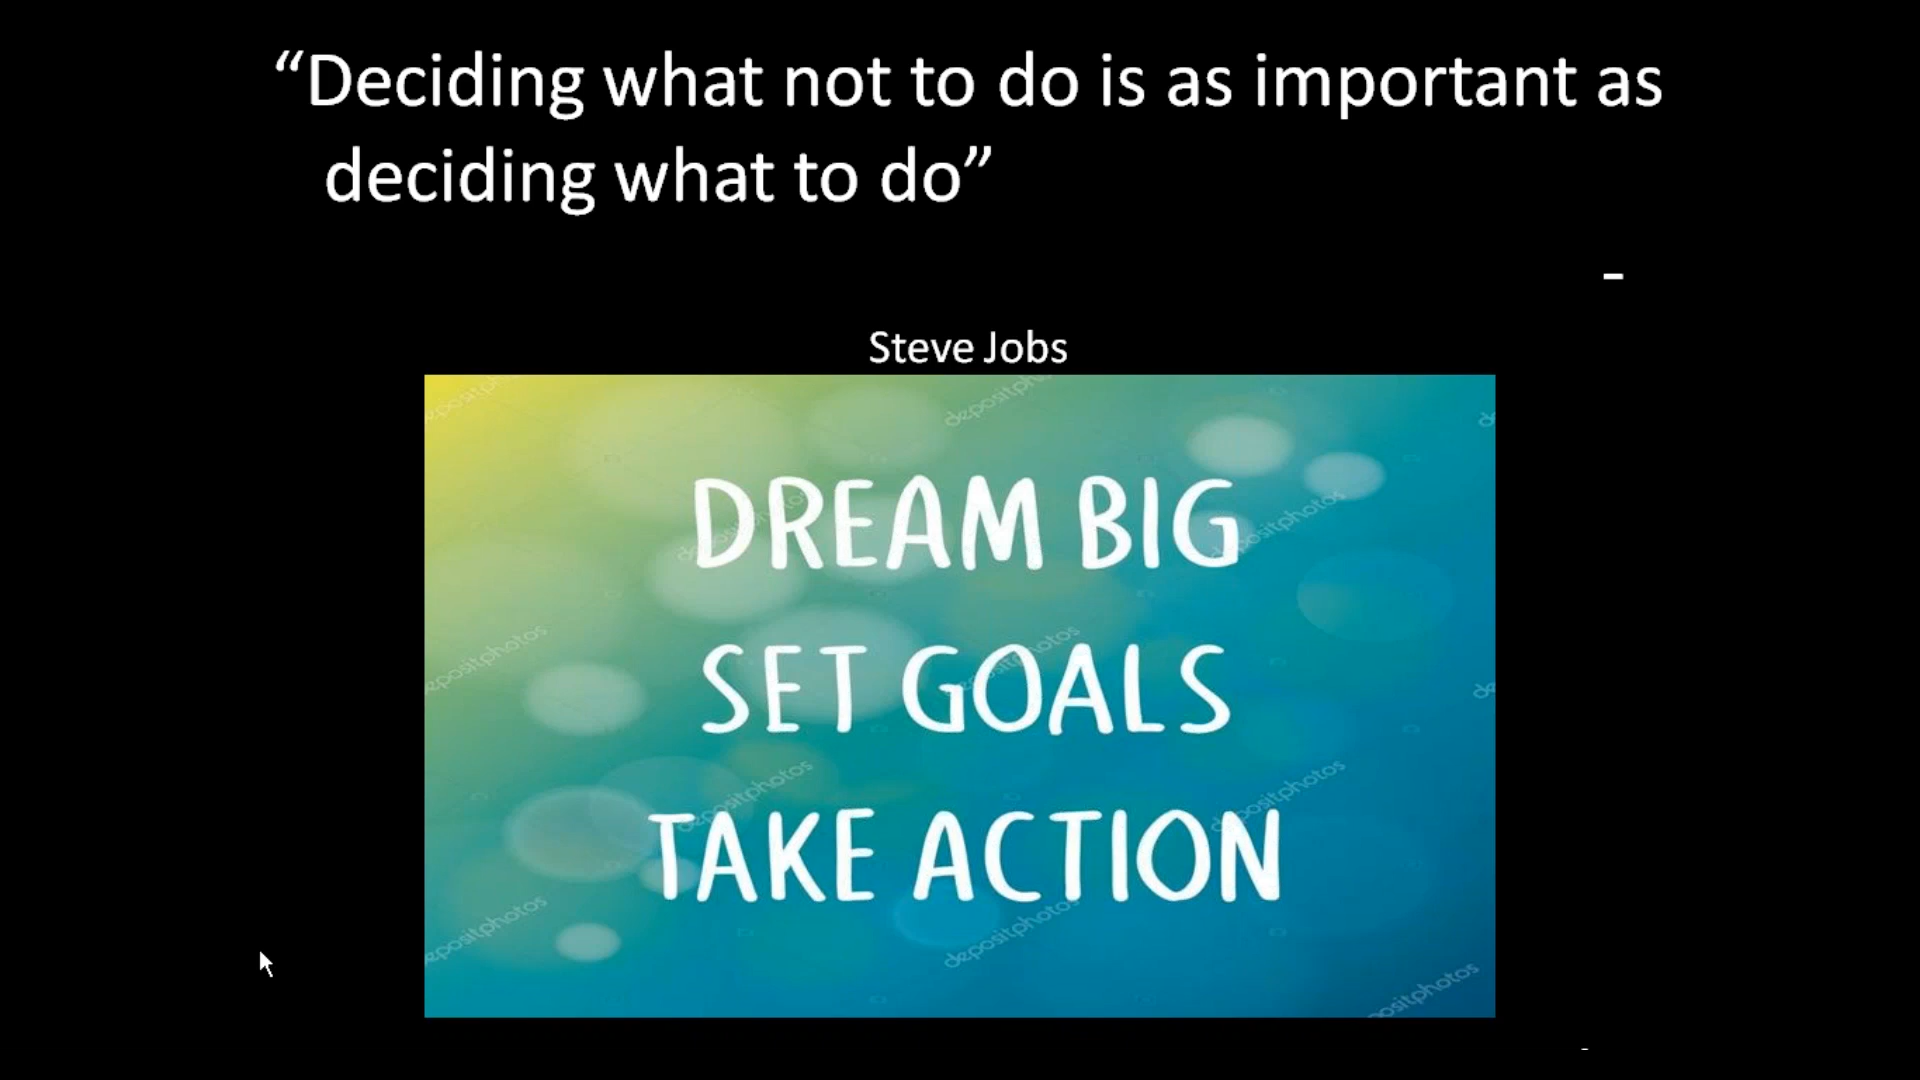 “Deciding what not to do is as important as
deciding what to do”
-
Steve Jobs
DREAM BIG
SET GOALS
TAKE ACTION
depositphotos